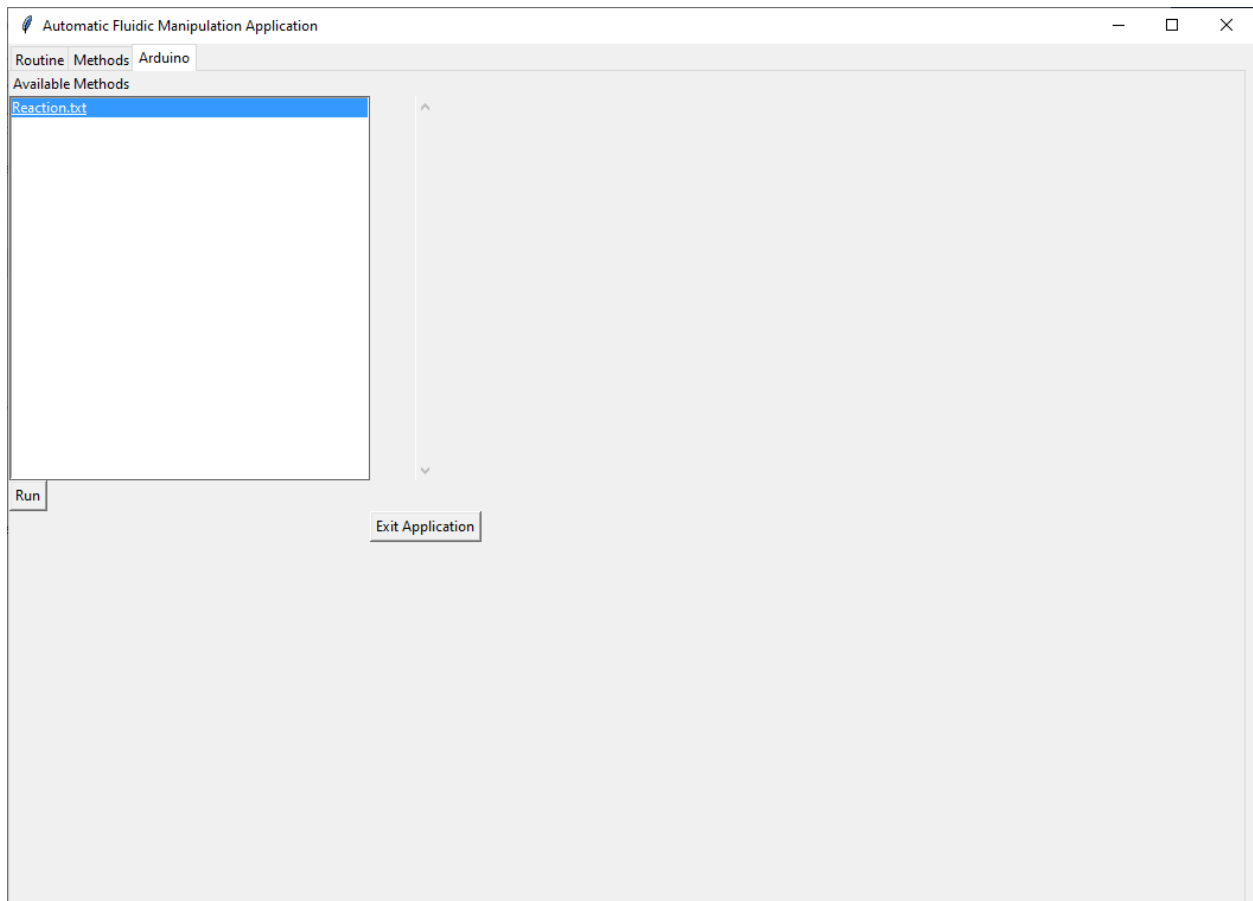 Automatic Fluidic Manipulation Application
Routine Methods Arduino
Available Methods
Reaction.txt
Run
Exit Application